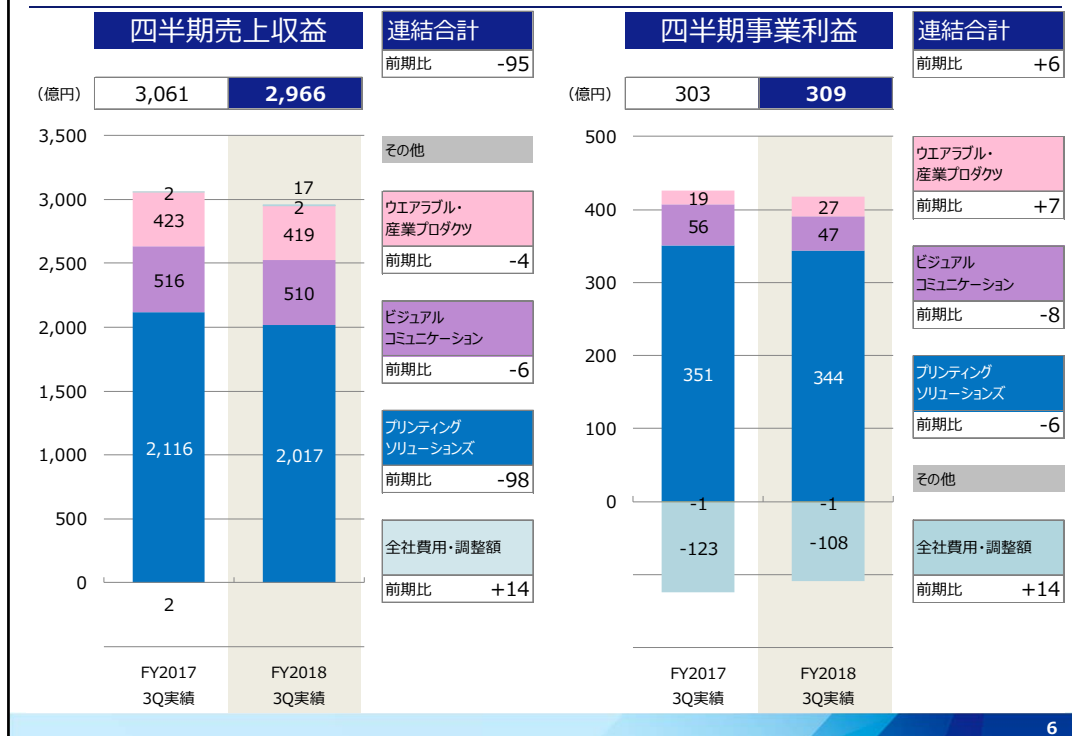 四半期売上収益
連結合計
前期比 -95
(億円) 3,061 2,966
3,500
3,000
2,500
2,000
1,500
1,000
500
0
2
423
516
2,116
2
17
2
419
510
2,017
その他
ウエアラブル・
産業プロダクツ
前期比 -4
ビジュアル
コミュニケーション
前期比 -6
プリンティング
ソリューションズ
前期比 -98
全社費用・調整額
前期比 +14
FY2017
3Q実績
FY2018
3Q実績
四半期事業利益
連結合計
前期比 +6
(億円) 303 309
500
400
300
200
100
0
19
56
351
-1
-123
27
47
344
-1
-108
ウエアラブル・
産業プロダクツ
前期比 +7
ビジュアル
コミュニケーション
前期比 -8
プリンティング
ソリューションズ
前期比 -6
その他
全社費用・調整額
前期比 +14
FY2017
3Q実績
FY2018
3Q実績
6